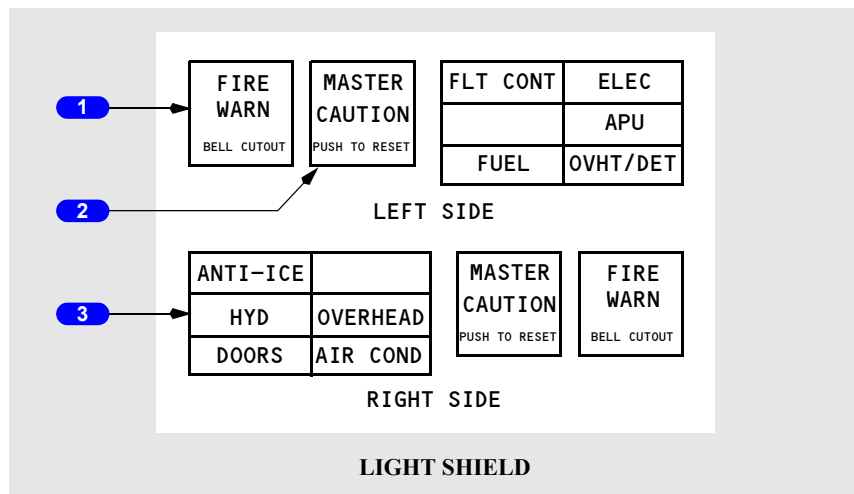 1
FIRE
WARN
BELL CUTOUT
MASTER
CAUTION
PUSH TO RESET
FLT CONT ELEC
APU
FUEL OVHT/DET
2
LEFT SIDE
3
ANTI-ICE
HYD OVERHEAD
DOORS AIR COND
MASTER
CAUTION
PUSH TO RESET
FIRE
WARN
BELL CUTOUT
RIGHT SIDE
LIGHT SHIELD